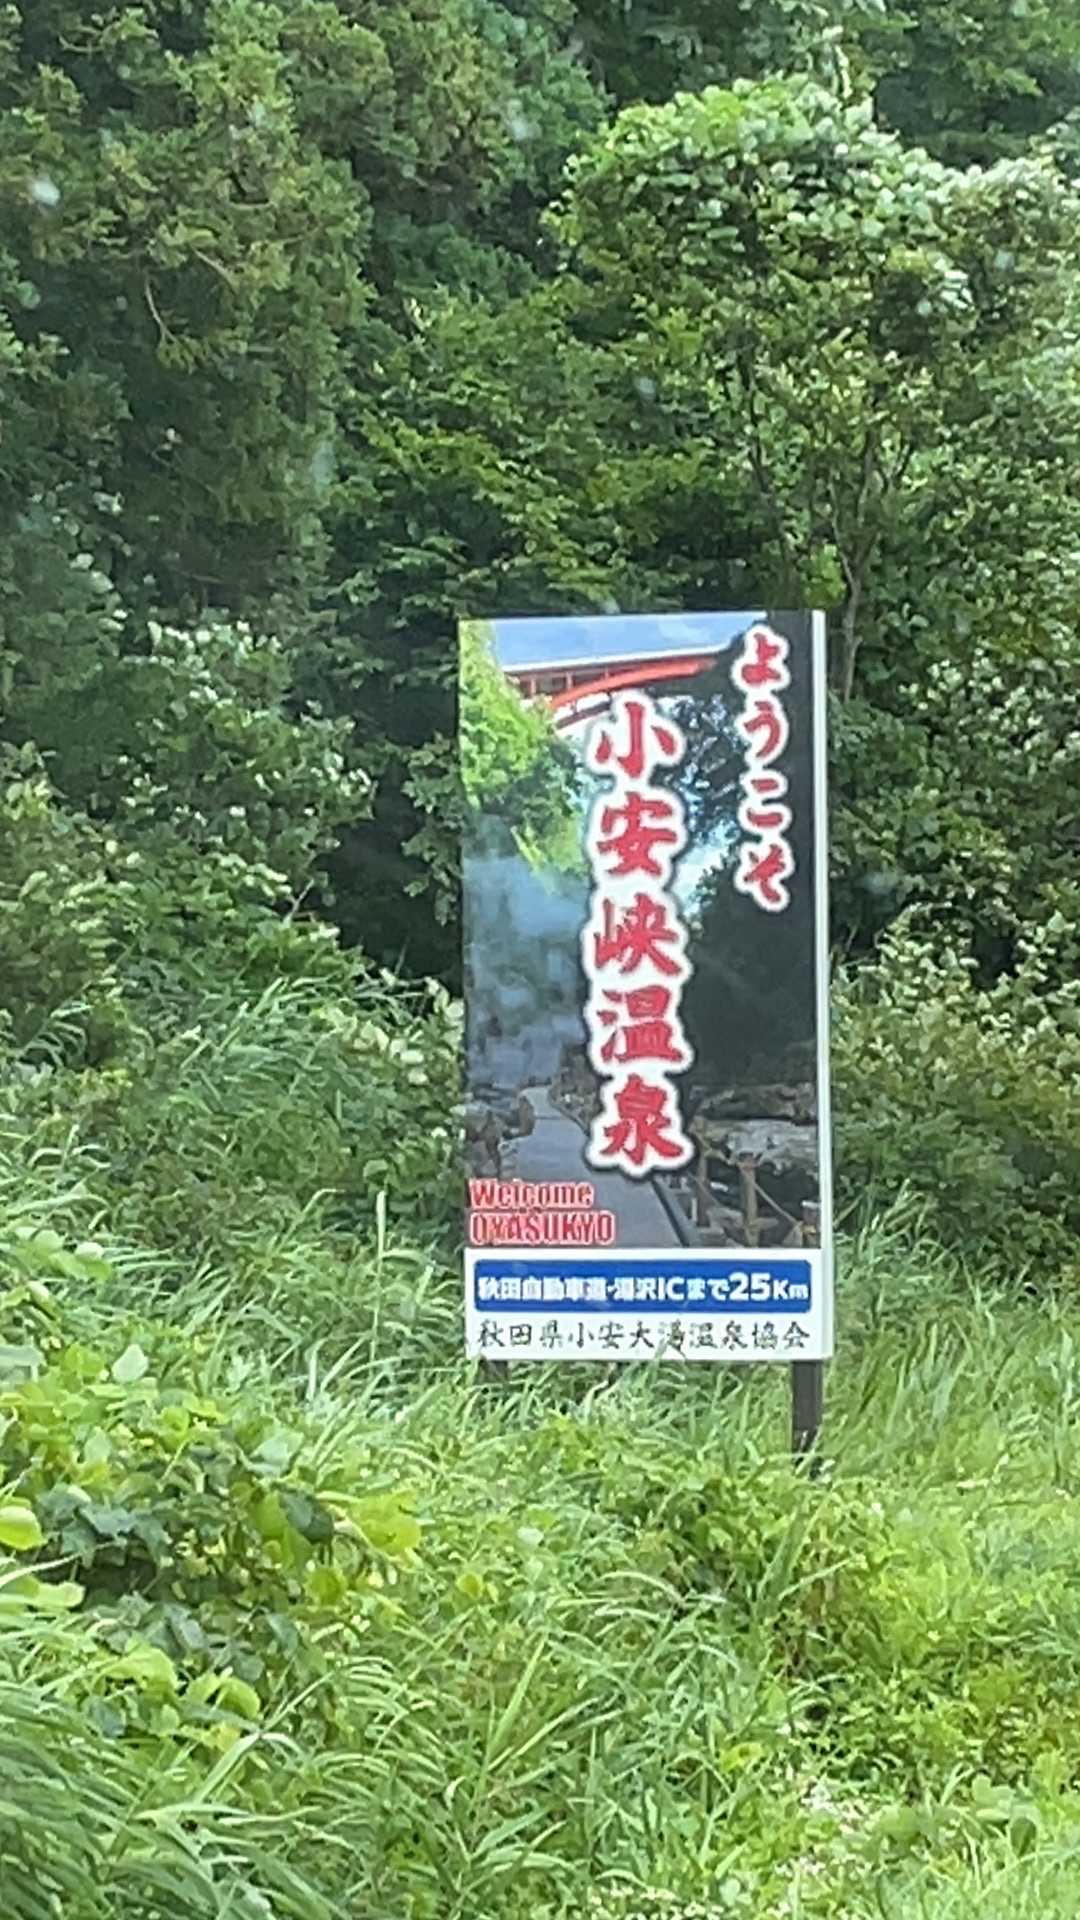 ようこそ
小安峡温泉
Welcome
OYASUKYO
秋田自動車道・湯沢ICまで25Km
秋田県小安大湯温泉協会